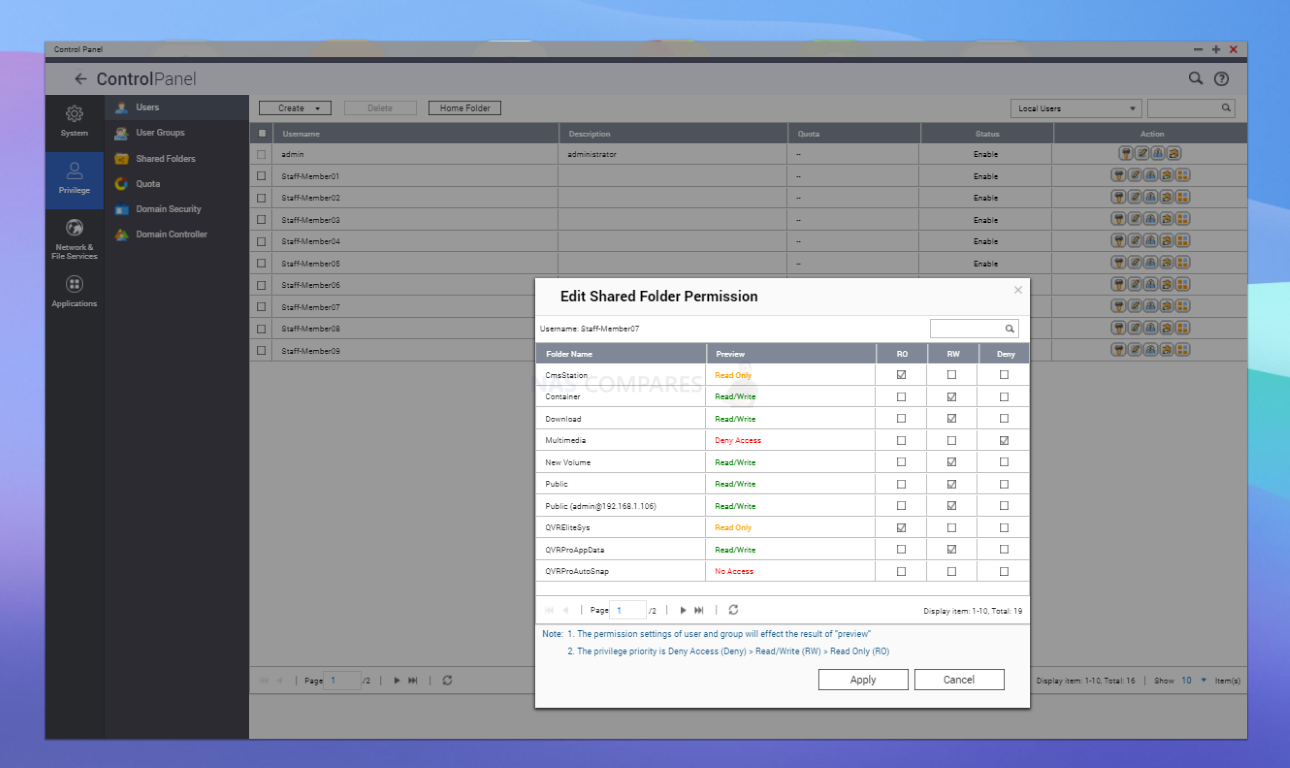 Control Panel
ControlPanel
System
Privilege
Network &
File Services
Applications
Users
User Groups
Shared Folders
Quota
Domain Security
Domain Controller
Create Delete Home Folder Local Users
Username Description Quota Status Action
admin administrator -- Enable
Staff-Member01 -- Enable
Staff-Member02 -- Enable
Staff-Member03 -- Enable
Staff-Member04 -- Enable
Staff-Member05 -- Enable
Staff-Member06
Staff-Member07
Staff-Member08
Staff-Member09
Page 1 /2
Display item: 1-10, Total: 16 | Show 10 Item(s)
Edit Shared Folder Permission
Username: Staff-Member07
Folder Name Preview RO RW Deny
CmsStation Read Only
NAS COMPARES
Container Read/Write
Download Read/Write
Multimedia Deny Access
New Volume Read/Write
Public Read/Write
Public (admin@192.168.1.106) Read/Write
QVREliteSys Read Only
QVRProAppData Read/Write
QVRProAutoSnap No Access
Page 1 /2 Display item: 1-10, Total: 19
Note: 1. The permission settings of user and group will effect the result of "preview"
2. The privilege priority is Deny Access (Deny) > Read/Write (RW) > Read Only (RO)
Apply Cancel